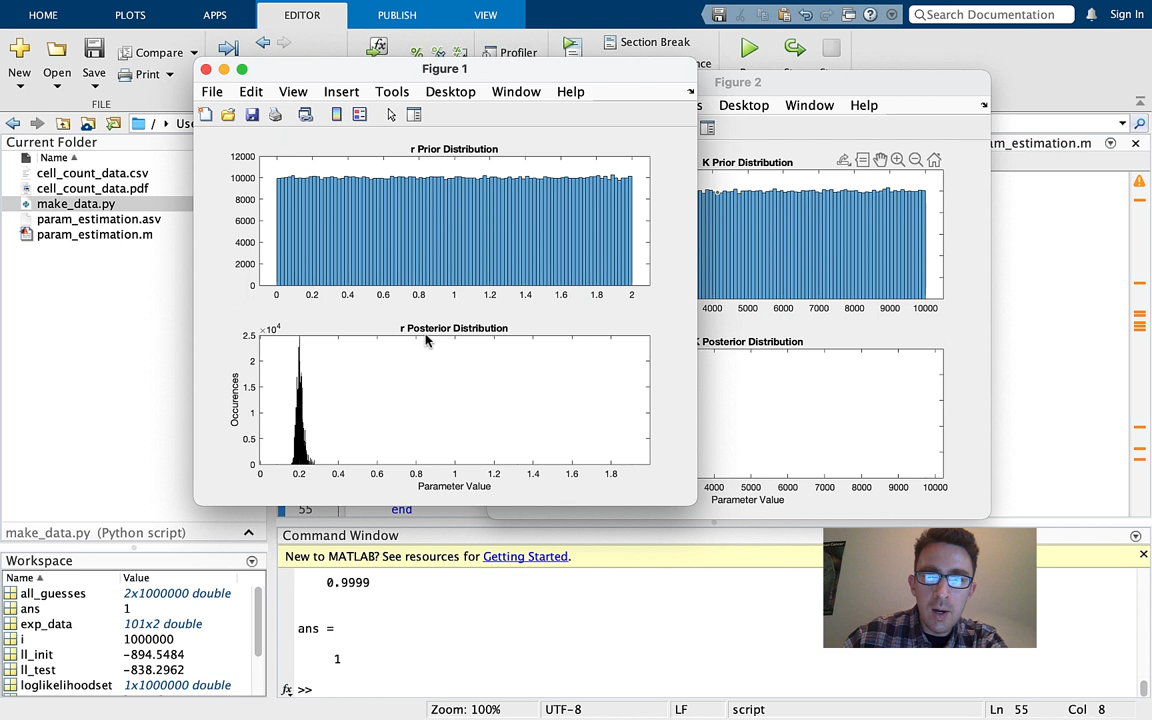 HOME PLOTS APPS EDITOR PUBLISH VIEW Search Documentation Sign In
New Open Save Compare Print FILE Profiler Section Break
Figure 1
File Edit View Insert Tools Desktop Window Help
Figure 2
Desktop Window Help
Current Folder
Name
cell_count_data.csv
cell_count_data.pdf
make_data.py
param_estimation.asv
param_estimation.m
am_estimation.m
r Prior Distribution
12000
10000
8000
6000
4000
2000
0
0 0.2 0.4 0.6 0.8 1 1.2 1.4 1.6 1.8 2
r Posterior Distribution
×10^4
2.5
2
1.5
1
0.5
0
Occurences
0 0.2 0.4 0.6 0.8 1 1.2 1.4 1.6 1.8
Parameter Value
K Prior Distribution
4000 5000 6000 7000 8000 9000 10000
K Posterior Distribution
4000 5000 6000 7000 8000 9000 10000
Parameter Value
55 end
make_data.py (Python script)
Workspace
Name Value
all_guesses 2x1000000 double
ans 1
exp_data 101x2 double
i 1000000
ll_init -894.5484
ll_test -838.2962
loglikelihoodset 1x1000000 double
Command Window
New to MATLAB? See resources for Getting Started.
0.9999
ans =
1
fx >>
Zoom: 100% UTF-8 LF script Ln 55 Col 8